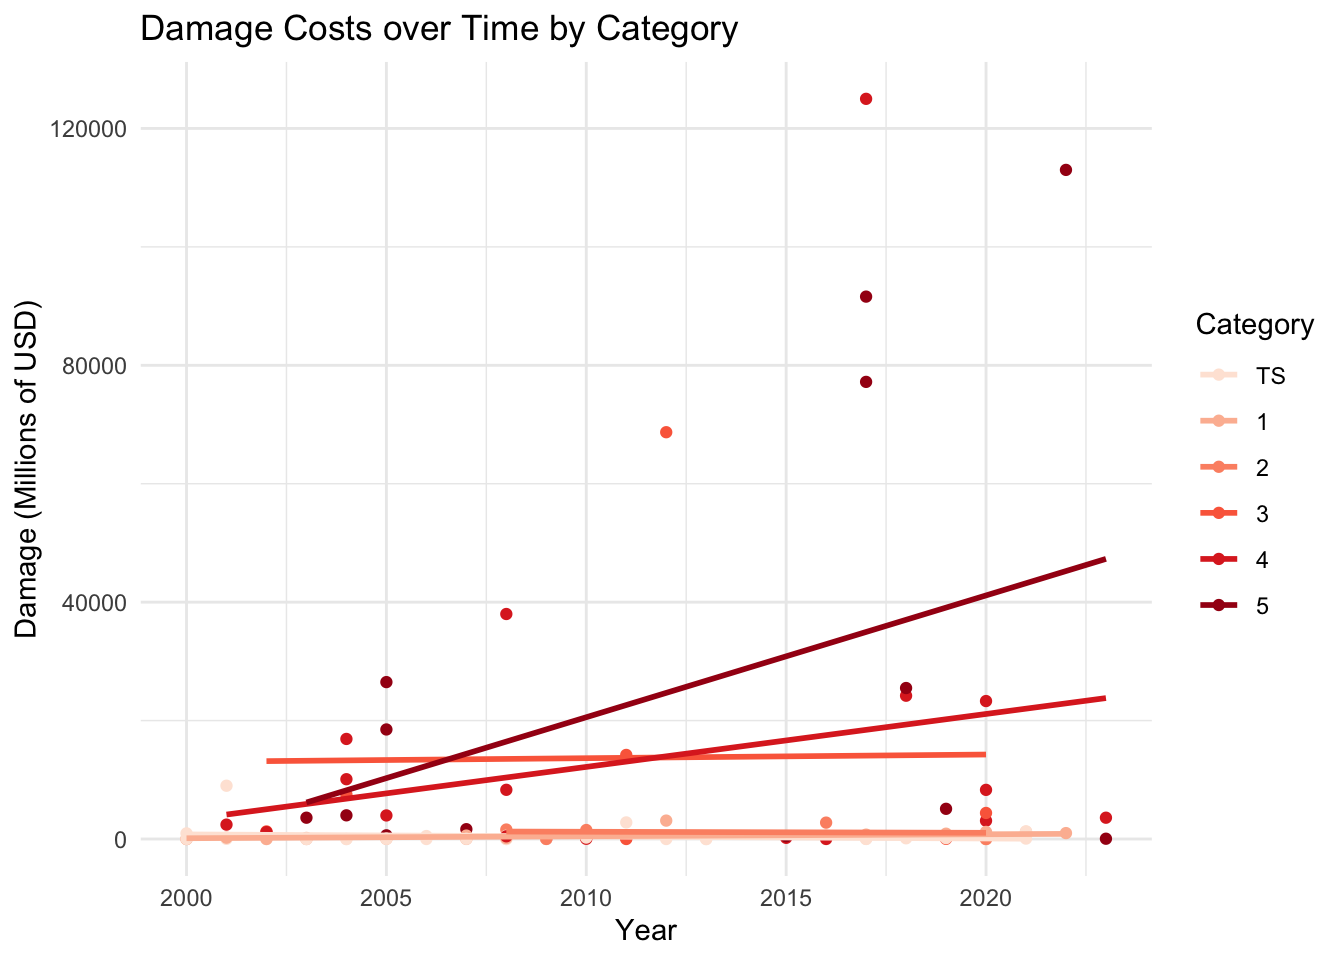 Damage Costs over Time by Category
120000
80000
40000
0
Damage (Millions of USD)
2000 2005 2010 2015 2020
Year
Category
TS
1
2
3
4
5